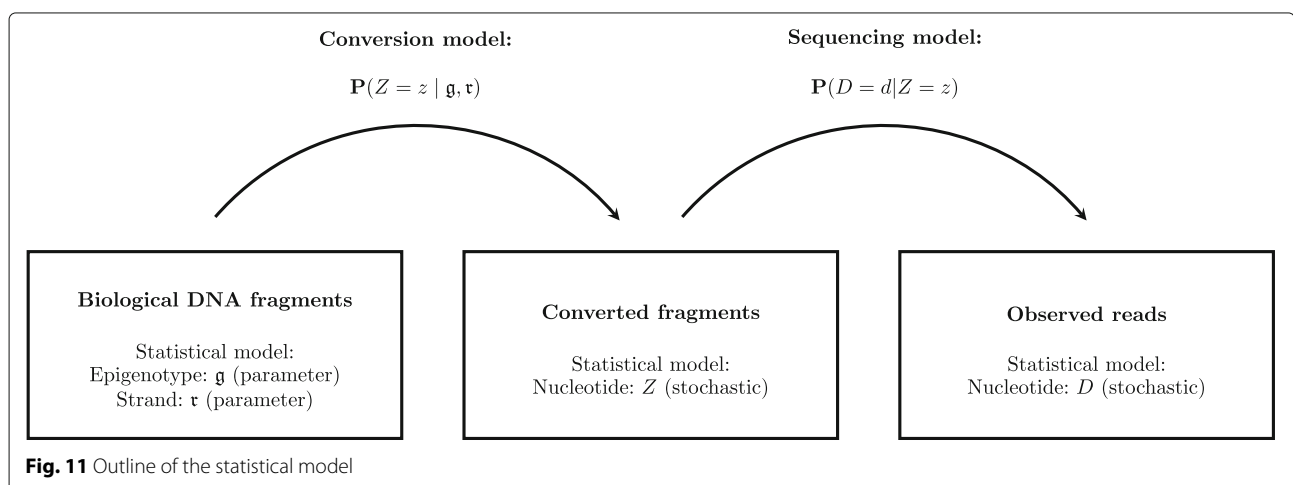 Conversion model:
P(Z = z | 𝔤, 𝔯)
Sequencing model:
P(D = d|Z = z)
Biological DNA fragments
Statistical model:
Epigenotype: 𝔤 (parameter)
Strand: 𝔯 (parameter)
Converted fragments
Statistical model:
Nucleotide: Z (stochastic)
Observed reads
Statistical model:
Nucleotide: D (stochastic)
Fig. 11 Outline of the statistical model